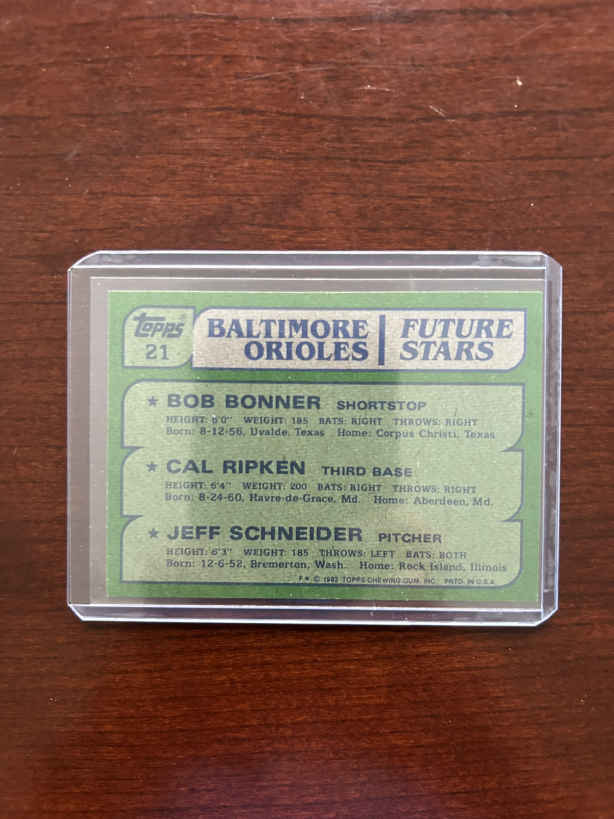 Topps
21
BALTIMORE ORIOLES
FUTURE STARS
★ BOB BONNER SHORTSTOP
HEIGHT: 6'0" WEIGHT: 185 BATS: RIGHT THROWS: RIGHT
Born: 8-12-56, Uvalde, Texas Home: Corpus Christi, Texas
★ CAL RIPKEN THIRD BASE
HEIGHT: 6'4" WEIGHT: 200 BATS: RIGHT THROWS: RIGHT
Born: 8-24-60, Havre-de-Grace, Md. Home: Aberdeen, Md.
★ JEFF SCHNEIDER PITCHER
HEIGHT: 6'3" WEIGHT: 185 THROWS: LEFT BATS: BOTH
Born: 12-6-52, Bremerton, Wash. Home: Rock Island, Illinois
F★ © 1982 TOPPS CHEWING GUM, INC. PRTD. IN U.S.A.